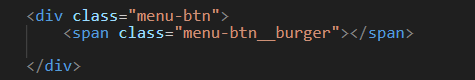 <div class="menu-btn">
<span class="menu-btn__burger"></span>
</div>